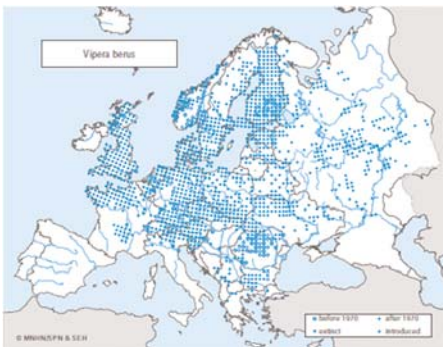 Vipera berus
before 1970 after 1970
extinct introduced
© MNHN/SPN & SEH